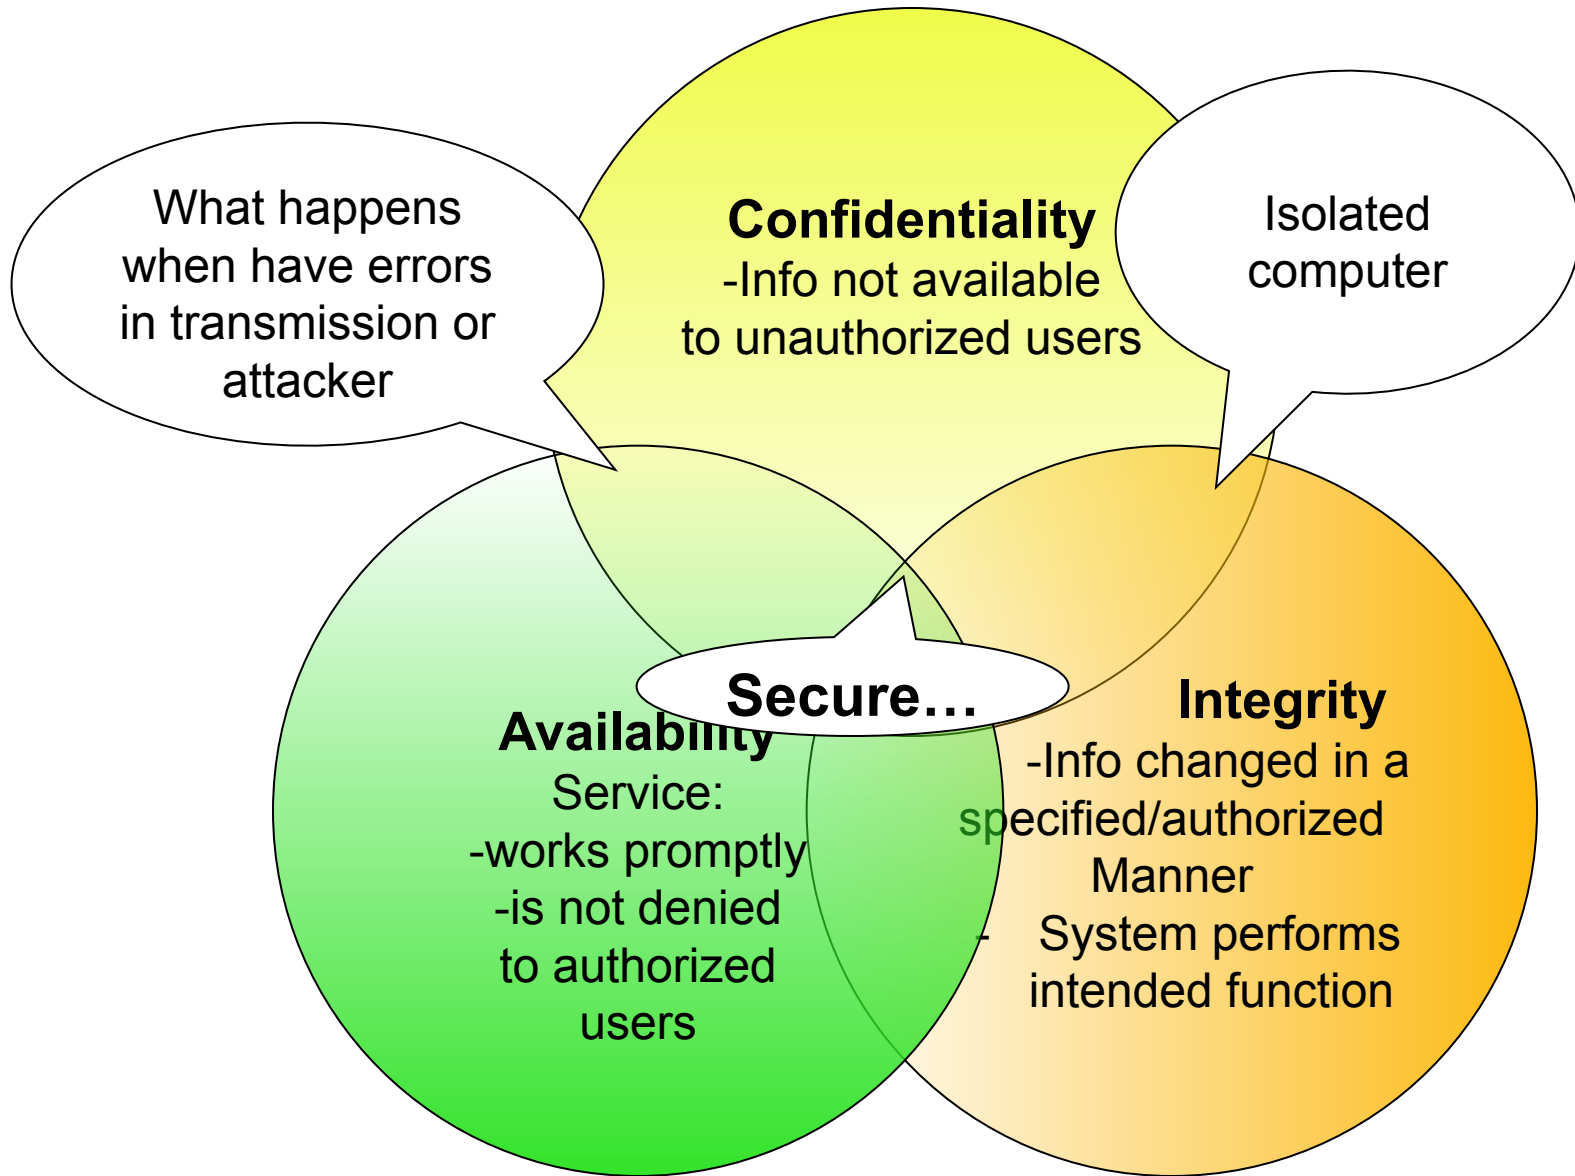 What happens
when have errors
in transmission or
attacker
Confidentiality
-Info not available
to unauthorized users
Isolated
computer
Secure…
Availability
Service:
-works promptly
-is not denied
to authorized
users
Integrity
-Info changed in a
specified/authorized
Manner
- System performs
intended function